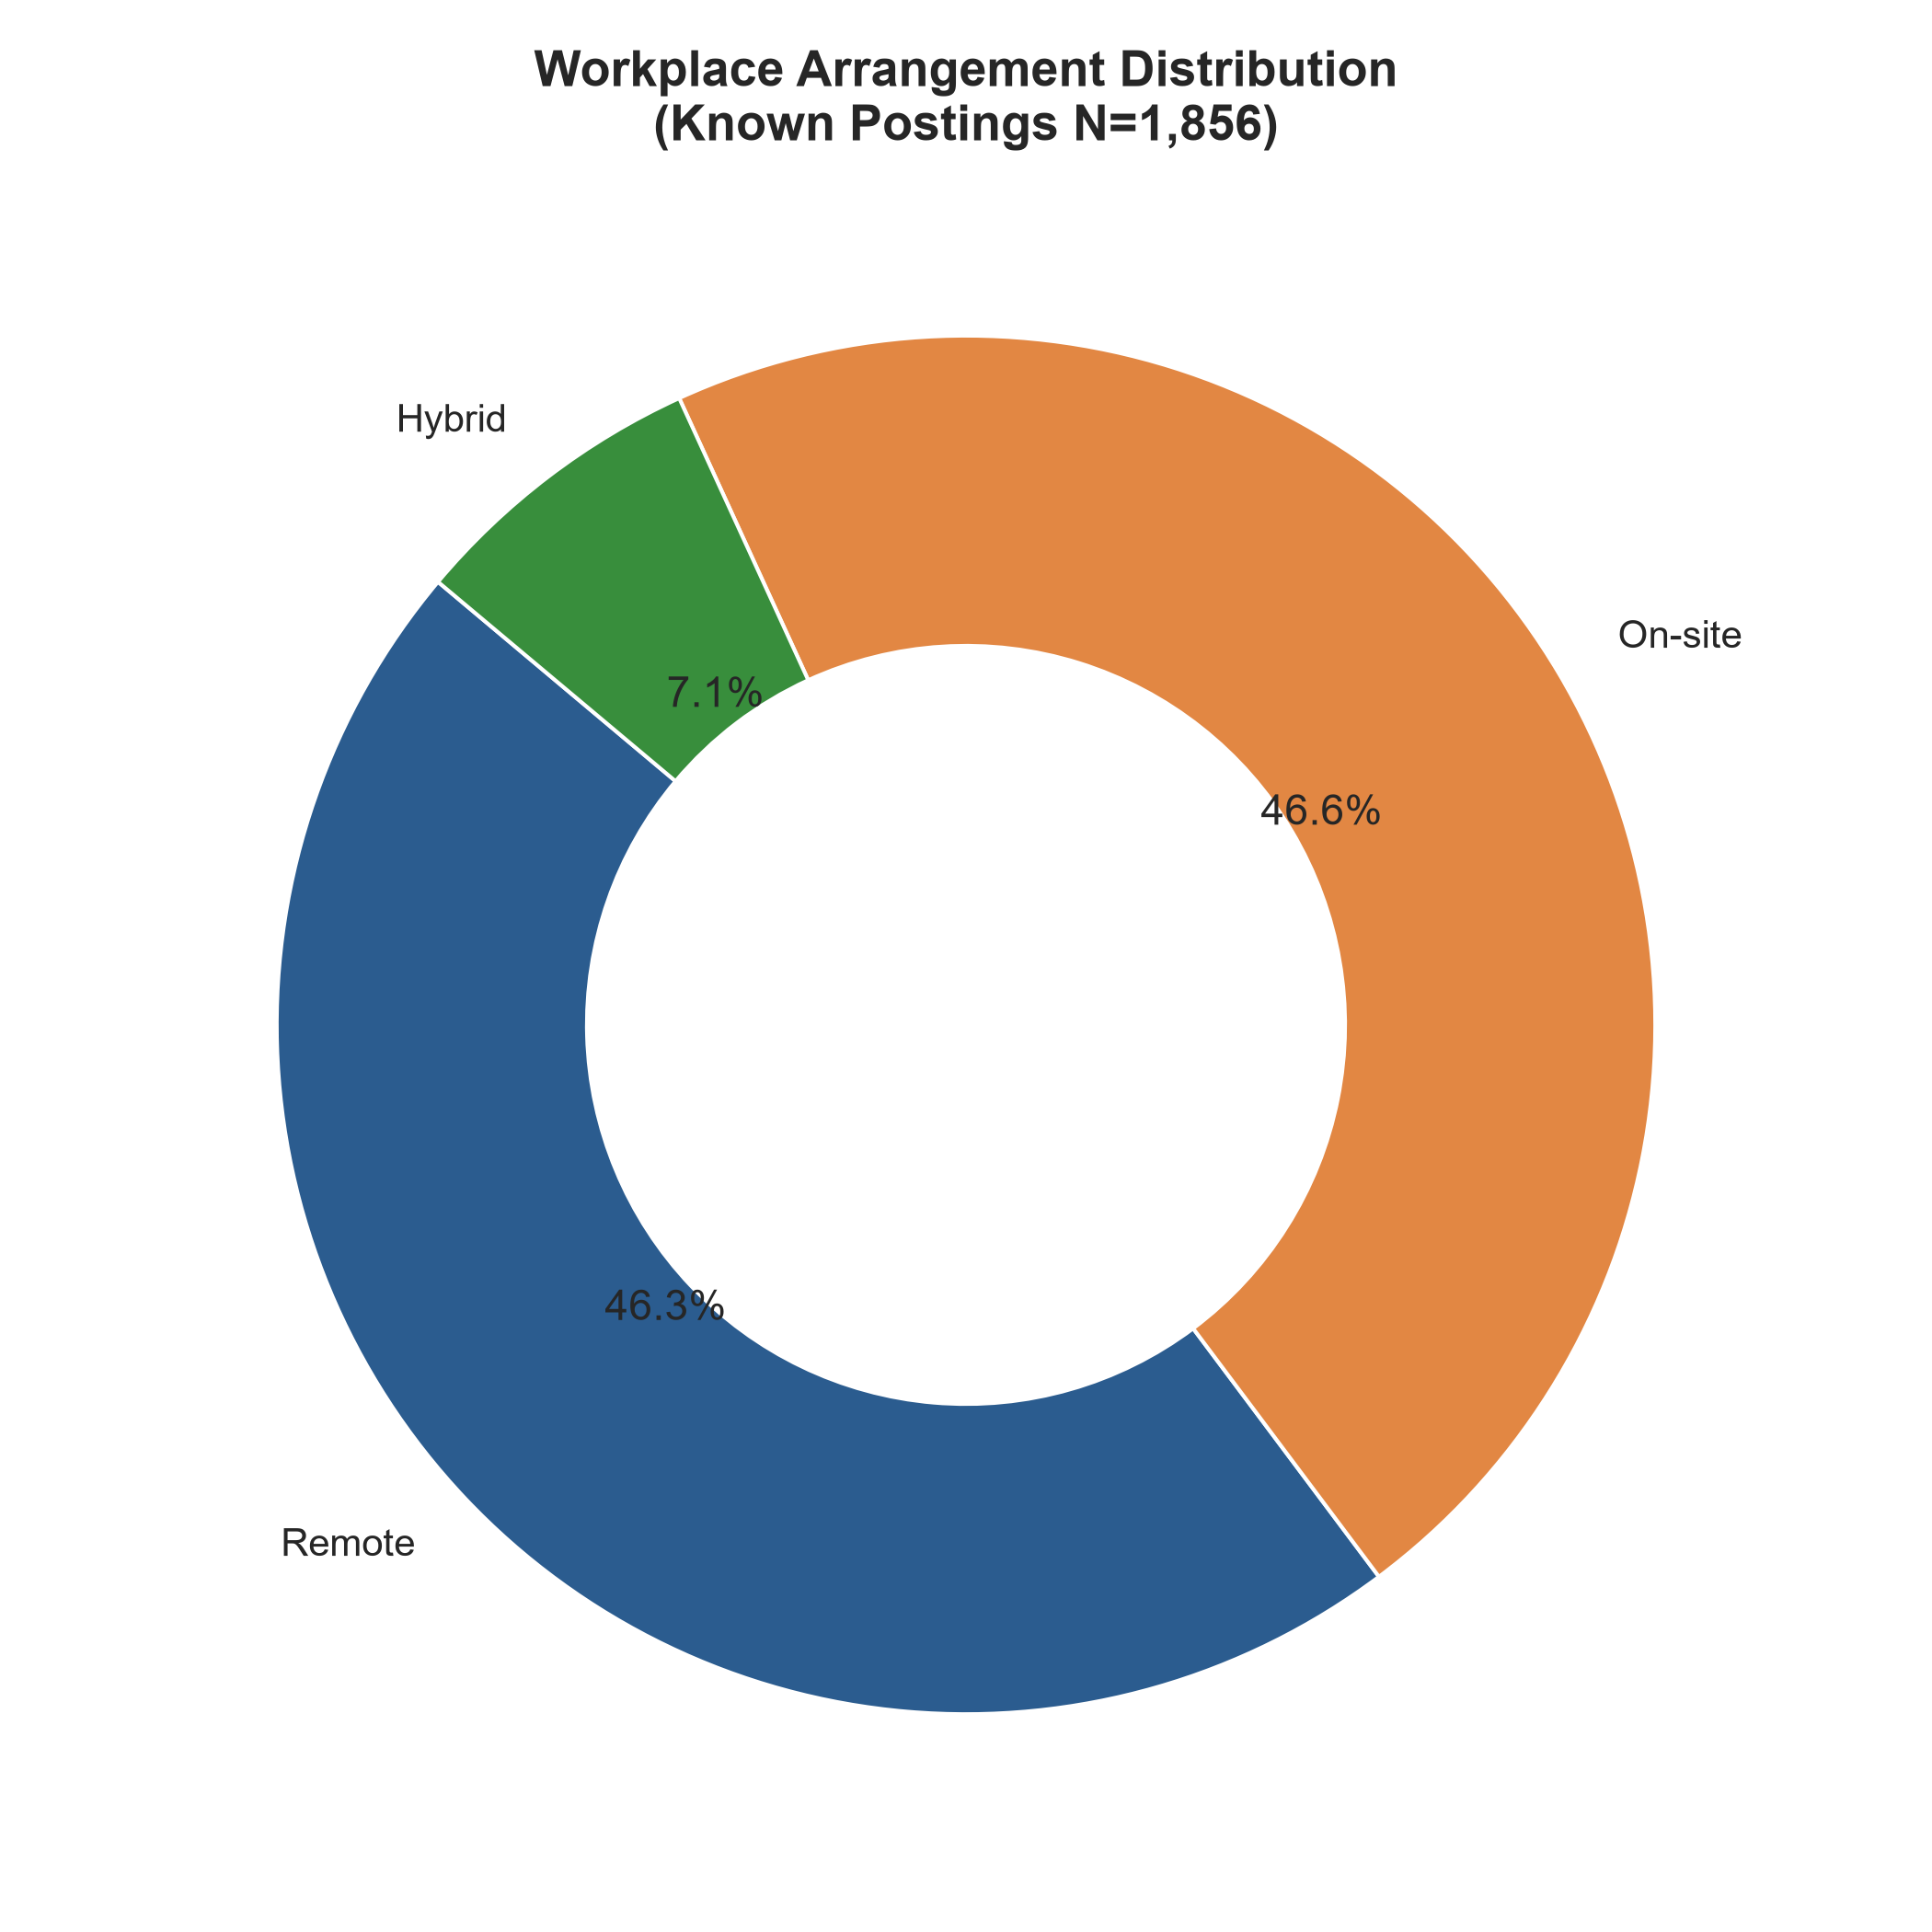 Workplace Arrangement Distribution
(Known Postings N=1,856)
Hybrid
On-site
7.1%
46.6%
46.3%
Remote